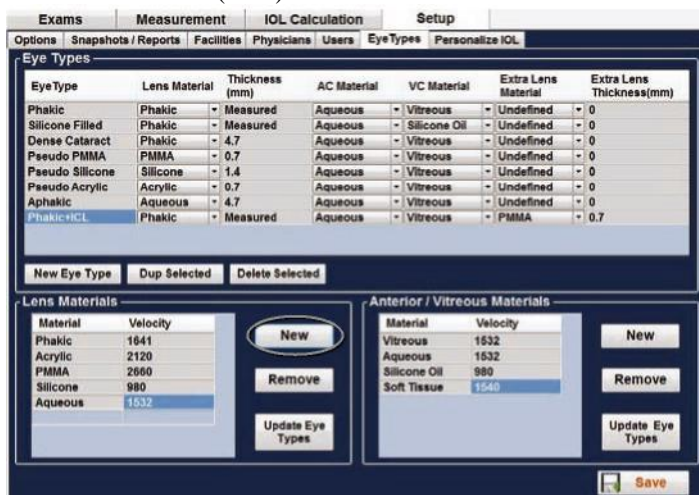 Exams Measurement IOL Calculation Setup
Options Snapshots / Reports Facilities Physicians Users EyeTypes Personalize IOL
Eye Types
EyeType Lens Material Thickness (mm) AC Material VC Material Extra Lens Material Extra Lens Thickness(mm)
Phakic Phakic Measured Aqueous Vitreous Undefined 0
Silicone Filled Phakic Measured Aqueous Silicone Oil Undefined 0
Dense Cataract Phakic 4.7 Aqueous Vitreous Undefined 0
Pseudo PMMA PMMA 0.7 Aqueous Vitreous Undefined 0
Pseudo Silicone Silicone 1.4 Aqueous Vitreous Undefined 0
Pseudo Acrylic Acrylic 0.7 Aqueous Vitreous Undefined 0
Aphakic Aqueous 4.7 Aqueous Vitreous Undefined 0
Phakic+ICL Phakic Measured Aqueous Vitreous PMMA 0.7
New Eye Type Dup Selected Delete Selected
Lens Materials
Material Velocity
Phakic 1641
Acrylic 2120
PMMA 2660
Silicone 980
Aqueous 1532
New
Remove
Update Eye
Types
Anterior / Vitreous Materials
Material Velocity
Vitreous 1532
Aqueous 1532
Silicone Oil 980
Soft Tissue 1540
New
Remove
Update Eye
Types
Save